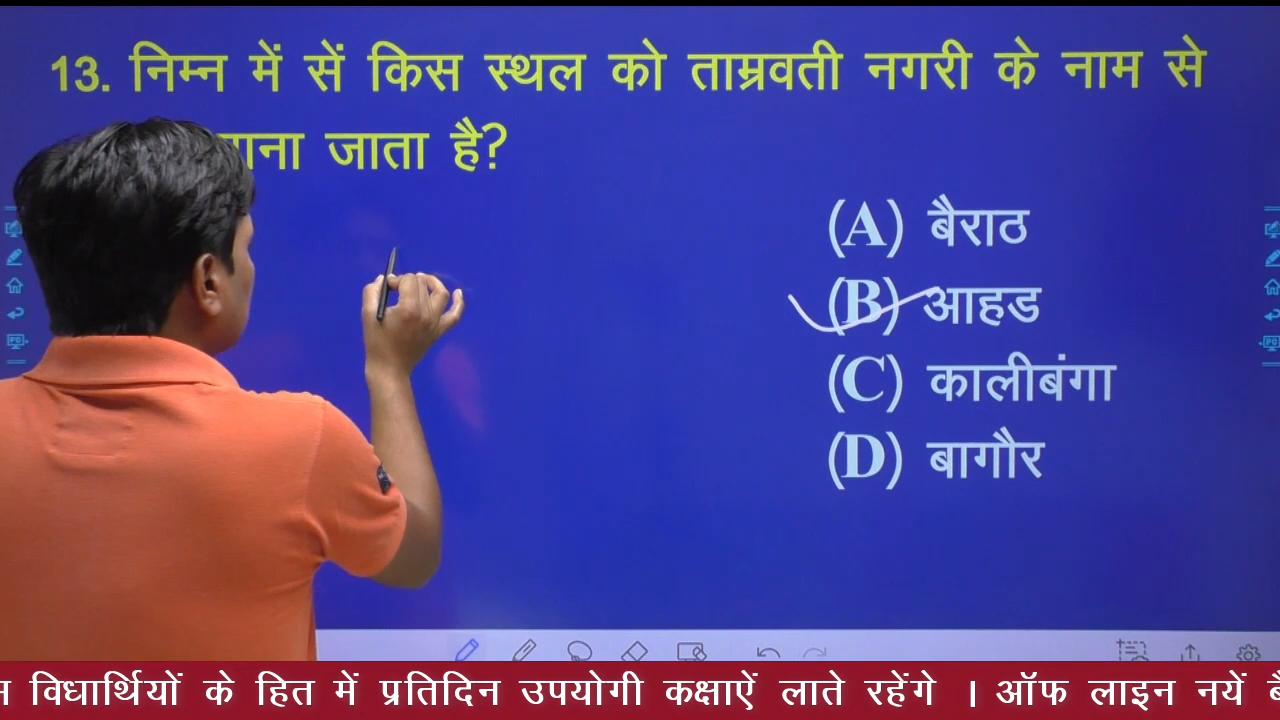 13. निम्न में सें किस स्थल को ताम्रवती नगरी के नाम से
जाता है?
(A) बैराठ
(B) आहड
(C) कालीबंगा
(D) बागौर
विधार्थियों के हित में प्रतिदिन उपयोगी कक्षाऐं लाते रहेंगे । ऑफ लाइन नयें